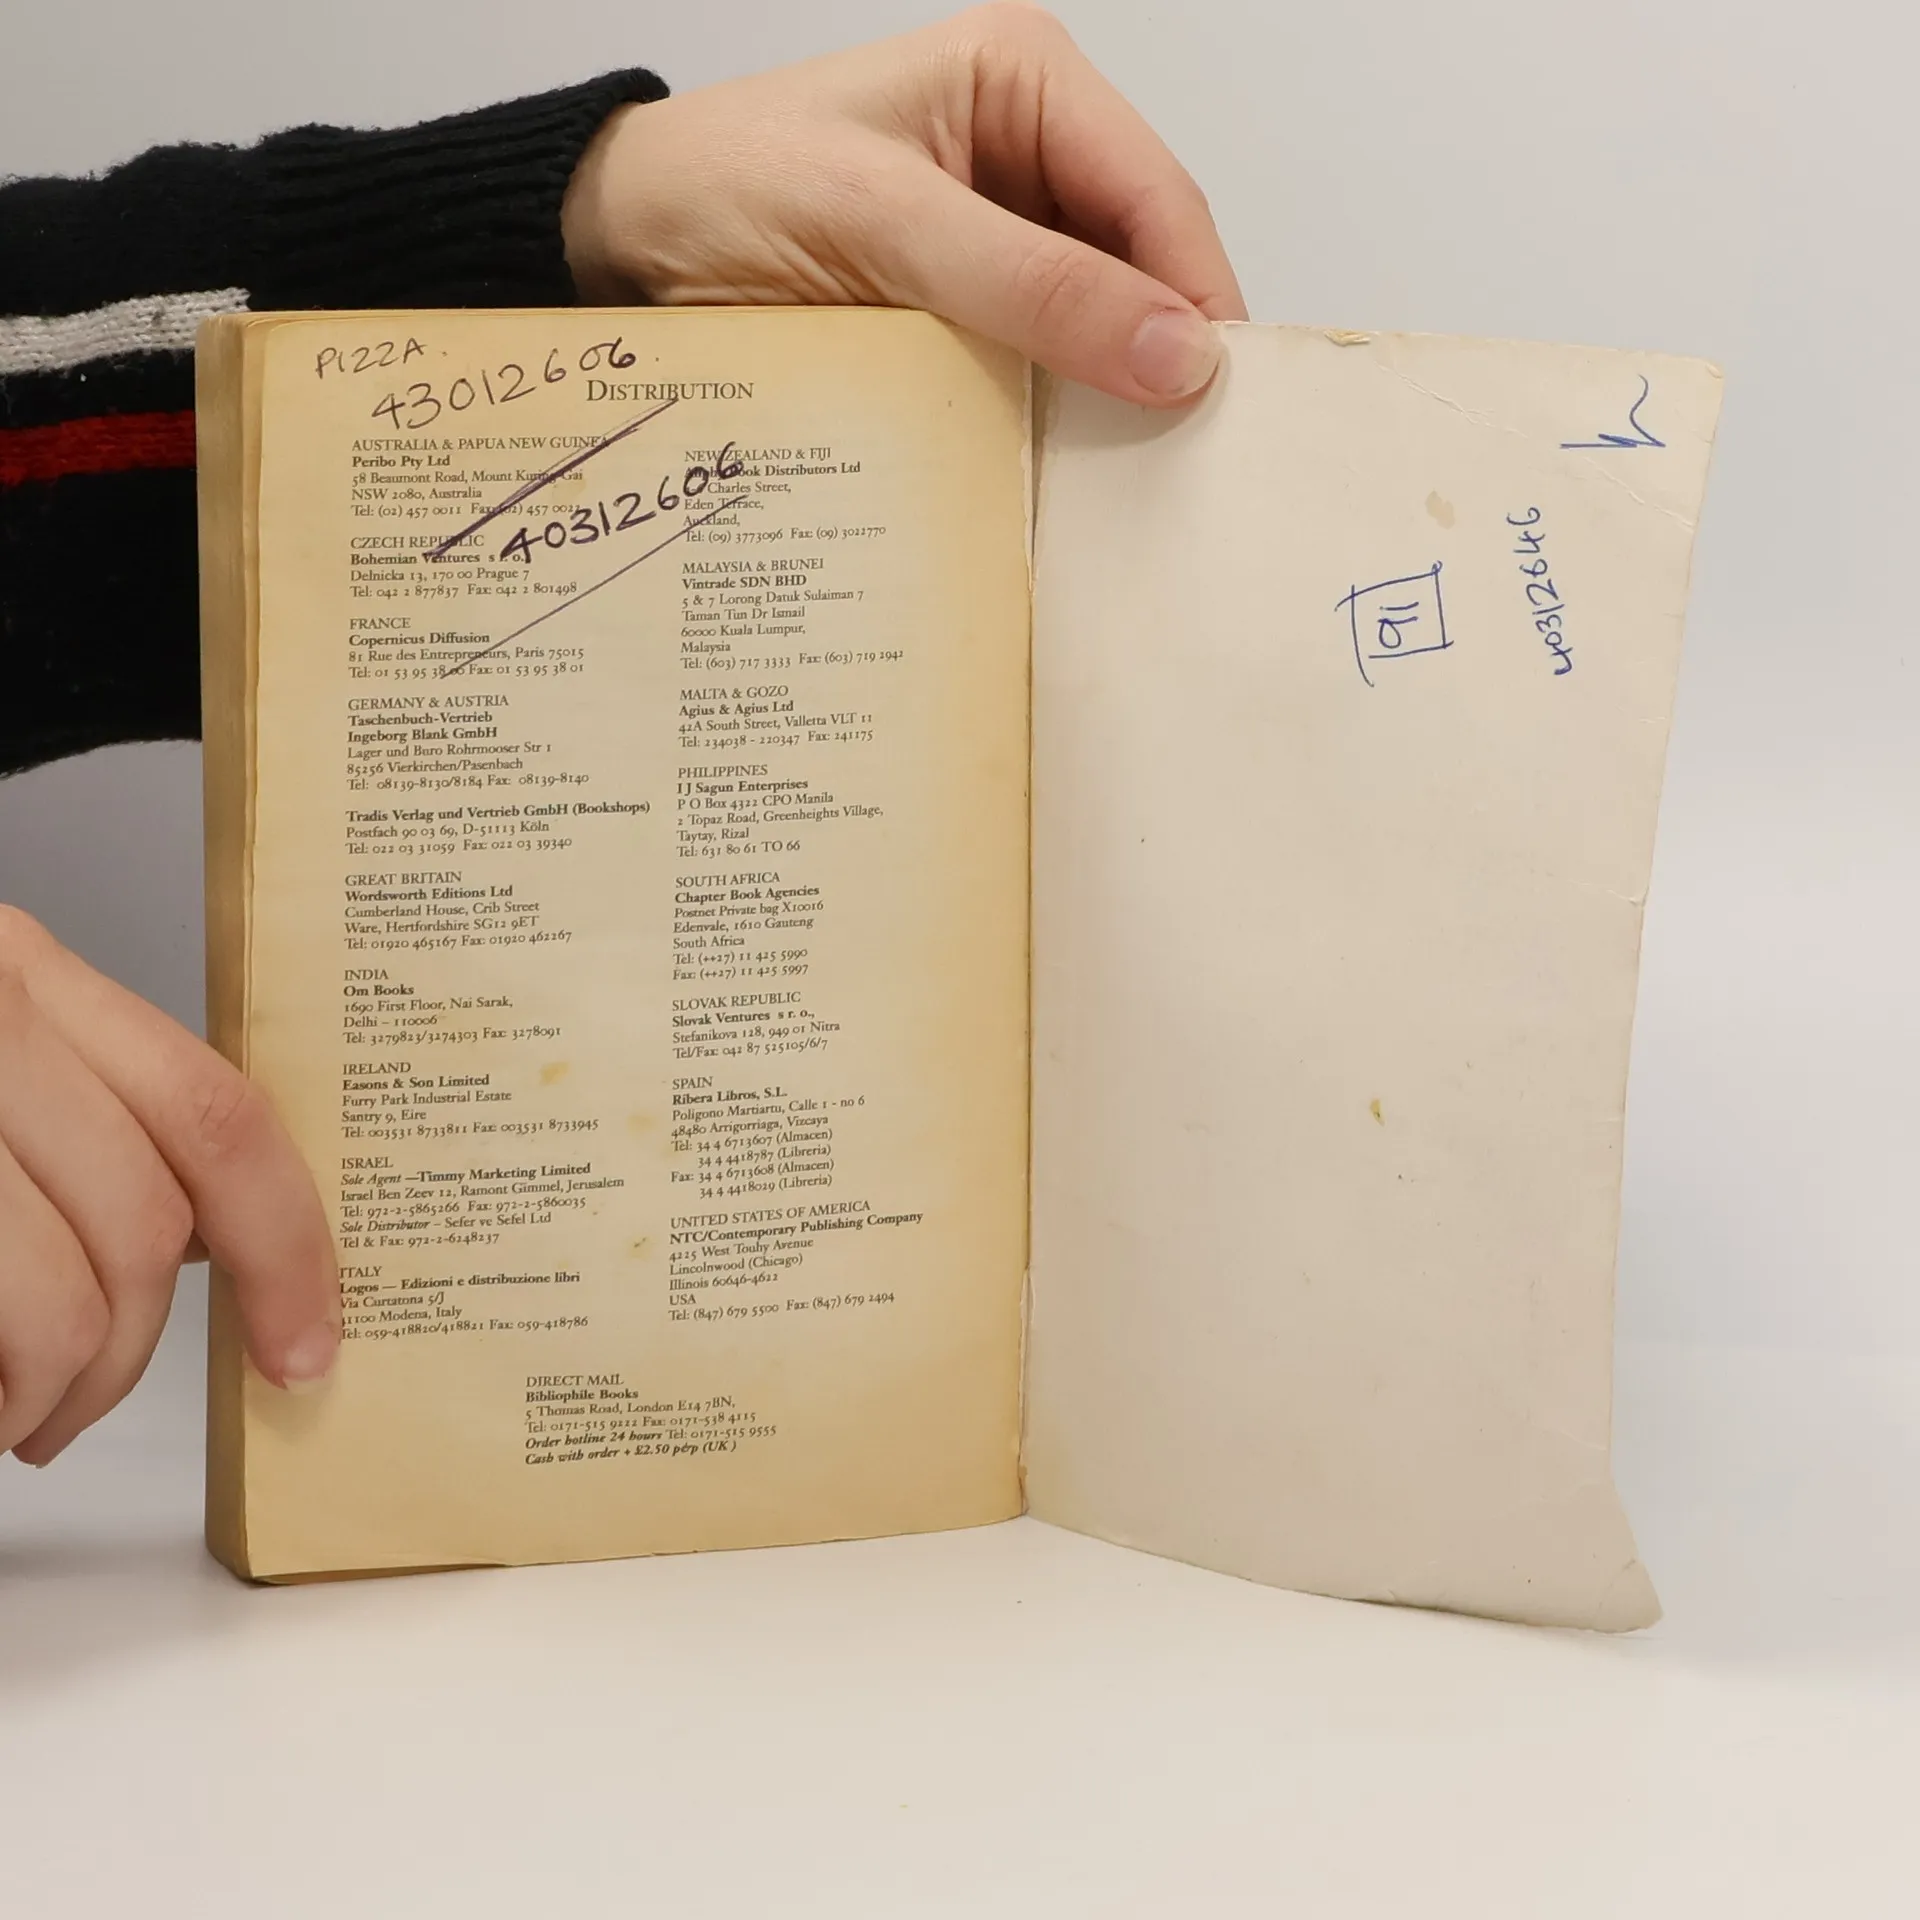 PIZZA.
43012606.
DISTRIBUTION
40312606
AUSTRALIA & PAPUA NEW GUINEA
Peribo Pty Ltd
58 Beaumont Road, Mount Kuring-Gai
NSW 2080, Australia
Tel: (02) 457 0011 Fax: (02) 457 0022
CZECH REPUBLIC
Bohemian Ventures s r. o.,
Delnicka 13, 170 00 Prague 7
Tel: 042 2 877837 Fax: 042 2 801498
FRANCE
Copernicus Diffusion
81 Rue des Entrepreneurs, Paris 75015
Tel: 01 53 95 38 00 Fax: 01 53 95 38 01
GERMANY & AUSTRIA
Taschenbuch-Vertrieb
Ingeborg Blank GmbH
Lager und Buro Rohrmooser Str 1
85256 Vierkirchen/Pasenbach
Tel: 08139-8130/8184 Fax: 08139-8140
Tradis Verlag und Vertrieb GmbH (Bookshops)
Postfach 90 03 69, D-51113 Köln
Tel: 022 03 31059 Fax: 022 03 39340
GREAT BRITAIN
Wordsworth Editions Ltd
Cumberland House, Crib Street
Ware, Hertfordshire SG12 9ET
Tel: 01920 465167 Fax: 01920 462267
INDIA
Om Books
1690 First Floor, Nai Sarak,
Delhi – 110006
Tel: 3279823/3274303 Fax: 3278091
IRELAND
Easons & Son Limited
Furry Park Industrial Estate
Santry 9, Eire
Tel: 003531 8733811 Fax: 003531 8733945
ISRAEL
Sole Agent —Timmy Marketing Limited
Israel Ben Zeev 12, Ramont Gimmel, Jerusalem
Tel: 972-2-5865266 Fax: 972-2-5860035
Sole Distributor – Sefer ve Sefel Ltd
Tel & Fax: 972-2-6248237
ITALY
Logos — Edizioni e distribuzione libri
Via Curtatona 5/J
41100 Modena, Italy
Tel: 059-418820/418821 Fax: 059-418786
NEW ZEALAND & FIJI
Book Distributors Ltd
Charles Street,
Eden Terrace,
Auckland,
Tel: (09) 3773096 Fax: (09) 3022770
MALAYSIA & BRUNEI
Vintrade SDN BHD
5 & 7 Lorong Datuk Sulaiman 7
Taman Tun Dr Ismail
60000 Kuala Lumpur,
Malaysia
Tel: (603) 717 3333 Fax: (603) 719 2942
MALTA & GOZO
Agius & Agius Ltd
42A South Street, Valletta VLT 11
Tel: 234038 - 220347 Fax: 241175
PHILIPPINES
I J Sagun Enterprises
P O Box 4322 CPO Manila
2 Topaz Road, Greenheights Village,
Taytay, Rizal
Tel: 631 80 61 TO 66
SOUTH AFRICA
Chapter Book Agencies
Postnet Private bag X10016
Edenvale, 1610 Gauteng
South Africa
Tel: (++27) 11 425 5990
Fax: (++27) 11 425 5997
SLOVAK REPUBLIC
Slovak Ventures s r. o.,
Stefanikova 128, 949 01 Nitra
Tel/Fax: 042 87 525105/6/7
SPAIN
Ribera Libros, S.L.
Poligono Martiartu, Calle 1 - no 6
48480 Arrigorriaga, Vizcaya
Tel: 34 4 6713607 (Almacen)
34 4 4418787 (Libreria)
Fax: 34 4 6713608 (Almacen)
34 4 4418029 (Libreria)
UNITED STATES OF AMERICA
NTC/Contemporary Publishing Company
4225 West Touhy Avenue
Lincolnwood (Chicago)
Illinois 60646-4622
USA
Tel: (847) 679 5500 Fax: (847) 679 2494
DIRECT MAIL
Bibliophile Books
5 Thomas Road, London E14 7BN,
Tel: 0171-515 9222 Fax: 0171-538 4115
Order hotline 24 hours Tel: 0171-515 9555
Cash with order + £2.50 p&p (UK)
40312646